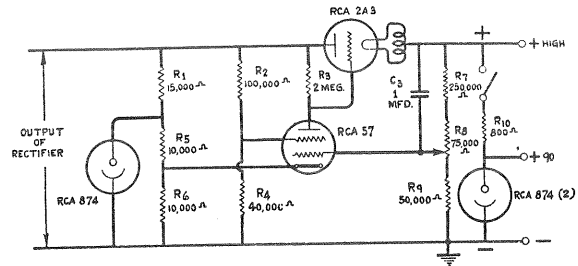 RCA 2A3
+
+ HIGH
R1
15,000 Ω
R2
100,000 Ω
R3
2 MEG.
C3
1
MFD.
R7
250,000
Ω
OUTPUT
OF
RECTIFIER
R5
10,000 Ω
RCA 57
R8
75,000
Ω
R10
800 Ω
+ 90
RCA 874
R6
10,000 Ω
R4
40,000 Ω
R9
50,000 Ω
RCA 874 (2)
−
−